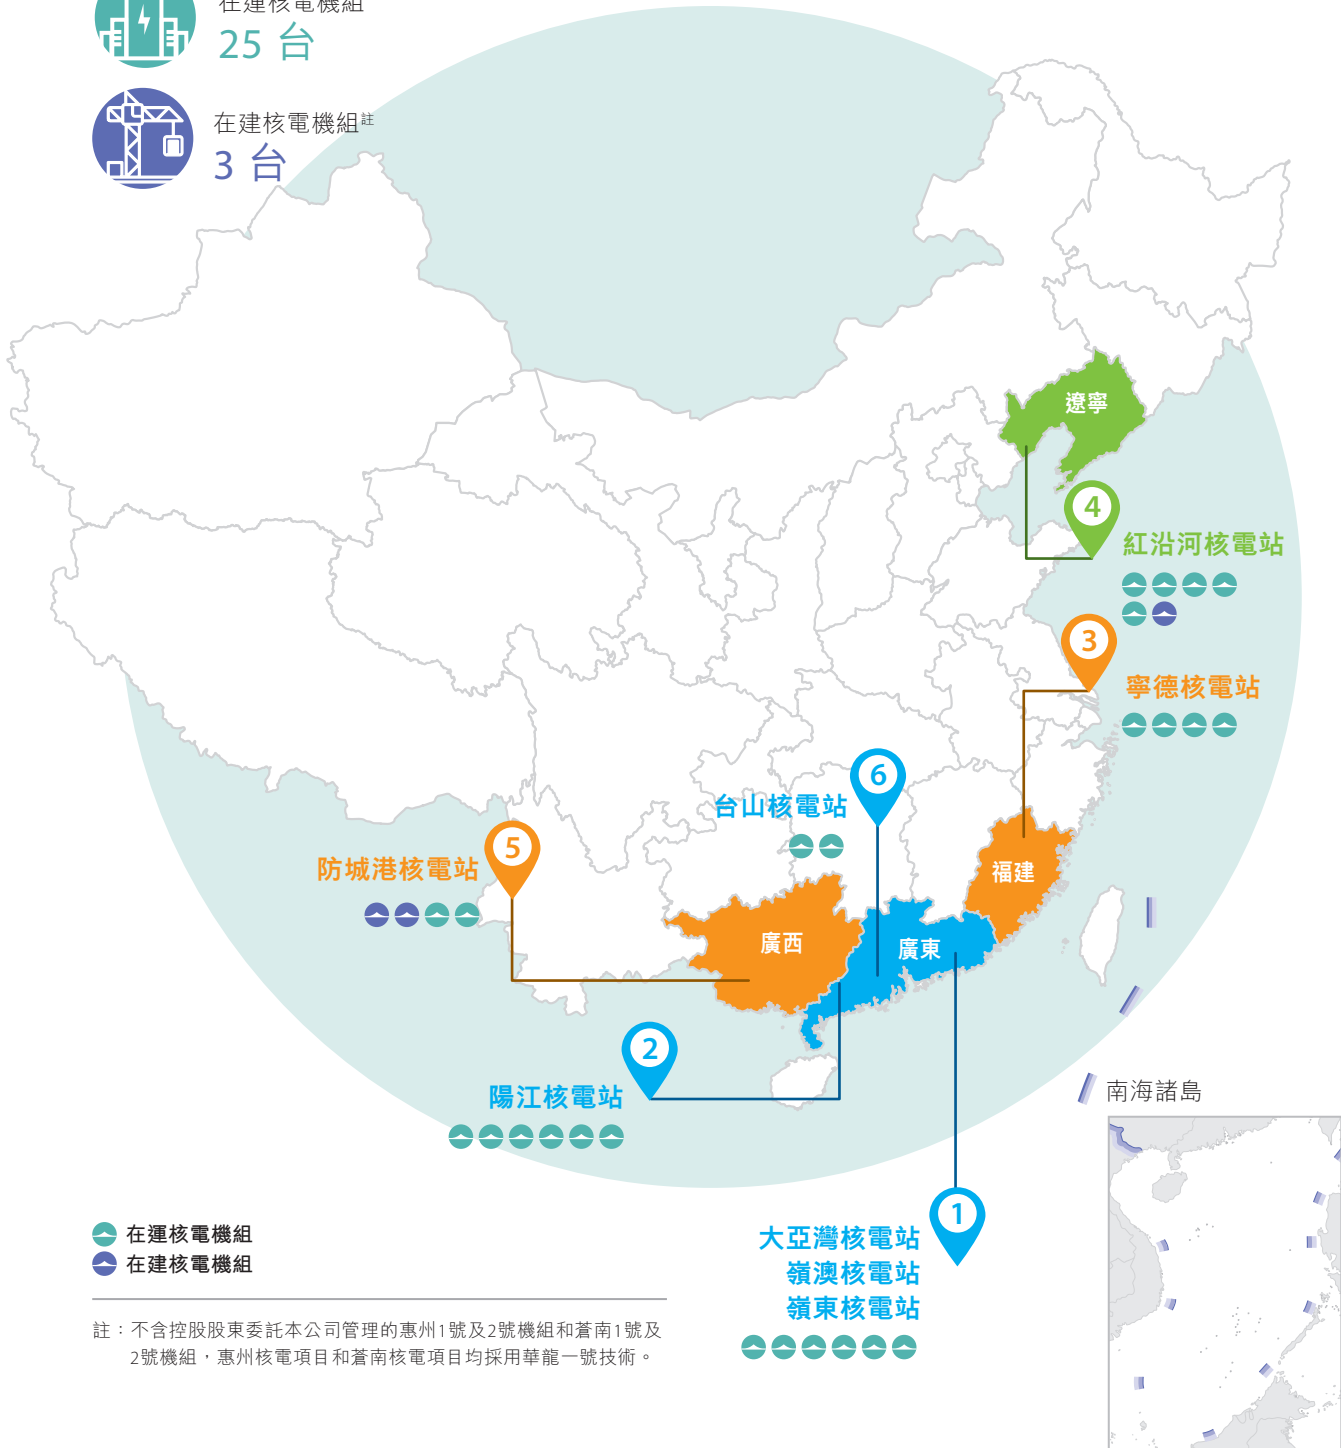 在運核電機組
25 台
在建核電機組註
3 台
遼寧
4
紅沿河核電站
3
寧德核電站
6
台山核電站
5
防城港核電站
福建
廣西
廣東
2
陽江核電站
南海諸島
1
大亞灣核電站
嶺澳核電站
嶺東核電站
在運核電機組
在建核電機組
註：不含控股股東委託本公司管理的惠州1號及2號機組和蒼南1號及
2號機組，惠州核電項目和蒼南核電項目均採用華龍一號技術。